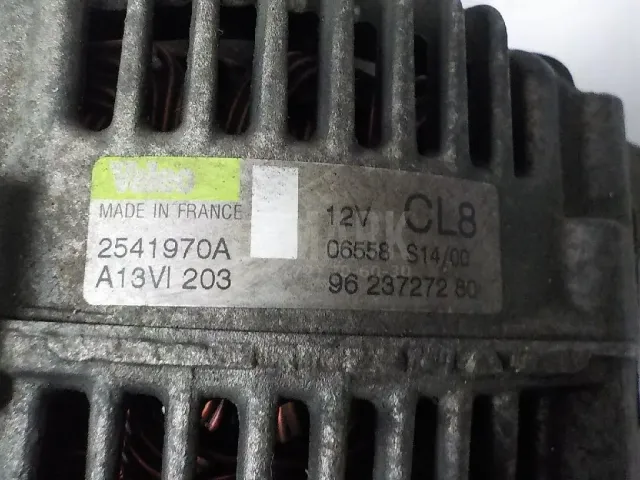 Valeo
MADE IN FRANCE
12V CL8
2541970A
06558 S14/00
A13VI 203
96 237272 80